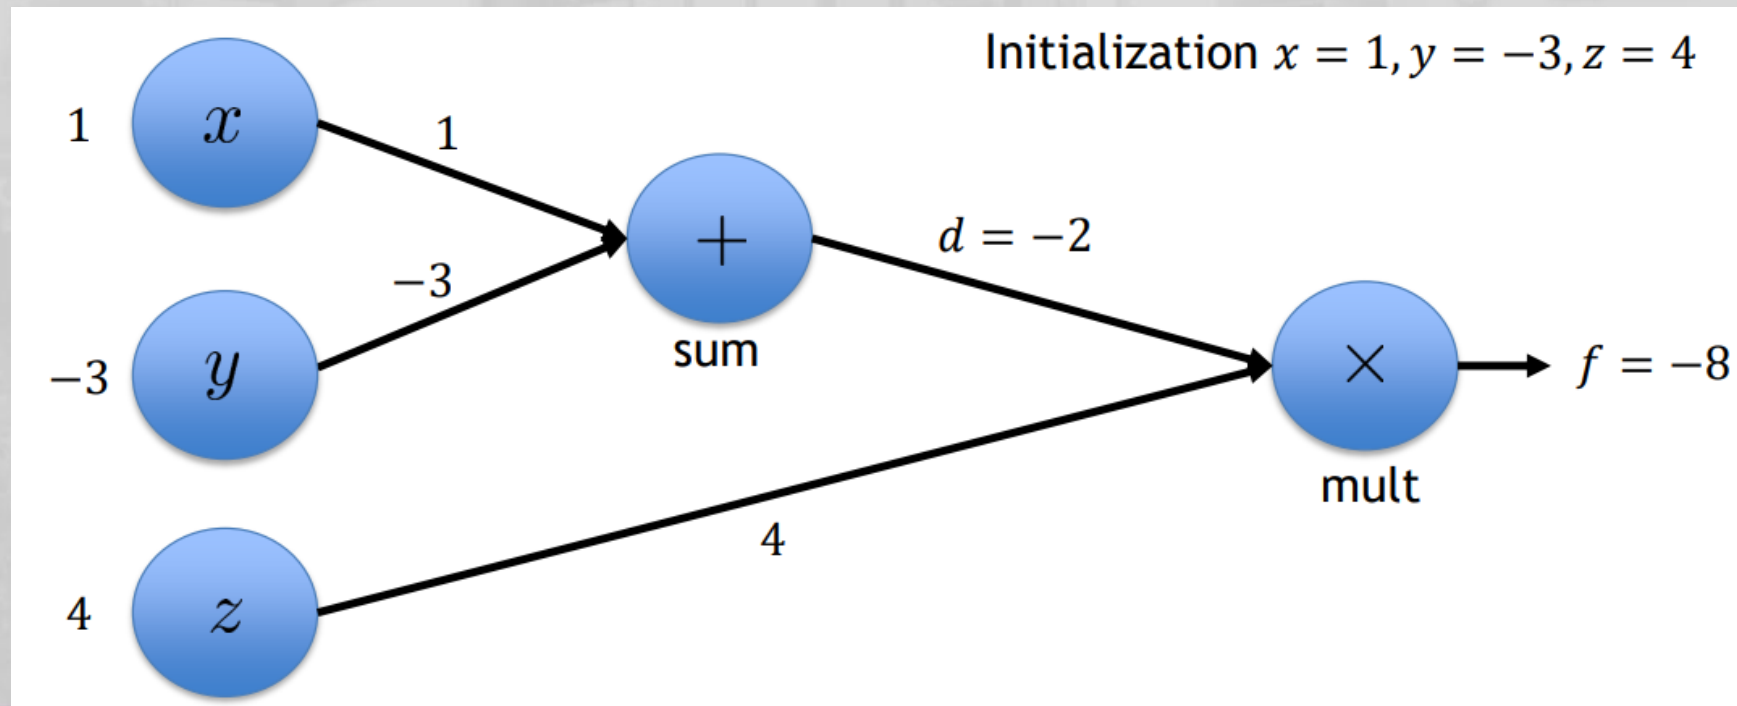 Initialization x = 1, y = −3, z = 4
1
x
1
+
sum
d = −2
−3
y
−3
×
mult
f = −8
4
z
4